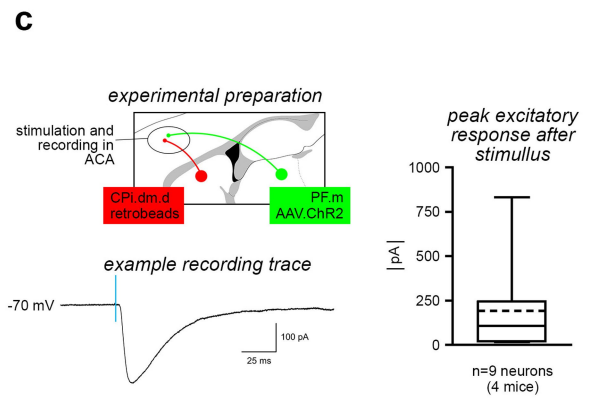 c
experimental preparation
stimulation and
recording in
ACA
CPi.dm.d
retrobeads
PF.m
AAV.ChR2
example recording trace
-70 mV
100 pA
25 ms
peak excitatory
response after
stimullus
1000
750
500
250
0
|pA|
n=9 neurons
(4 mice)